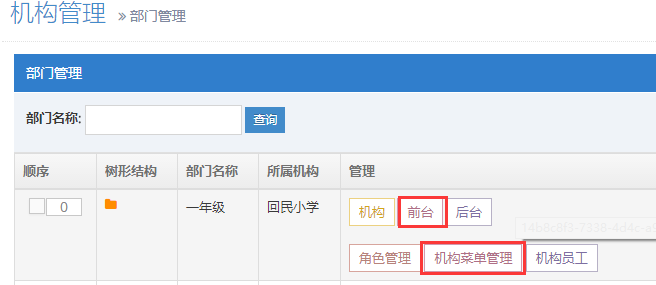 机构管理 » 部门管理
部门管理
部门名称: 查询
顺序 树形结构 部门名称 所属机构 管理
0 一年级 回民小学 机构 前台 后台
角色管理 机构菜单管理 机构员工